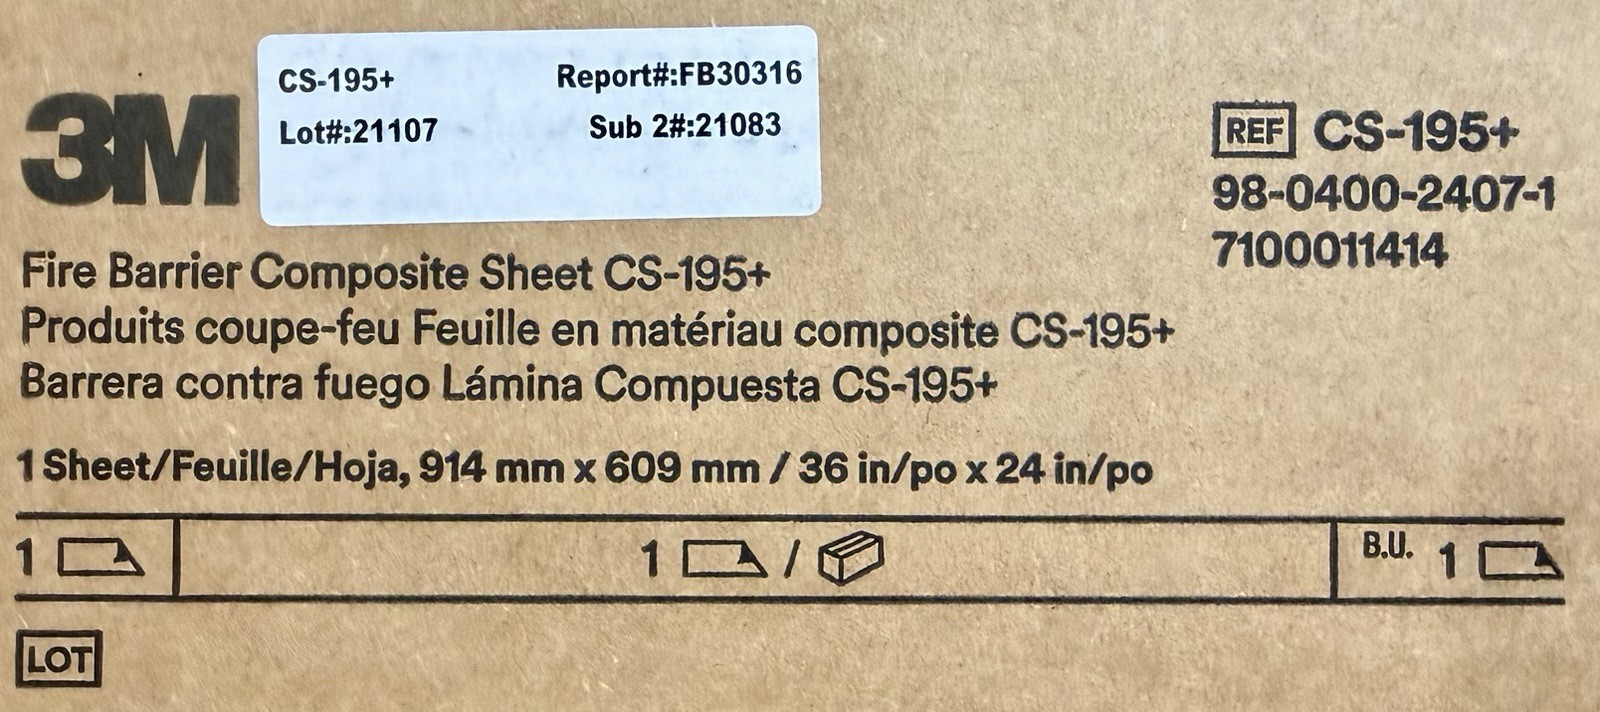 3M
CS-195+ Report#:FB30316
Lot#:21107 Sub 2#:21083
REF CS-195+
98-0400-2407-1
7100011414
Fire Barrier Composite Sheet CS-195+
Produits coupe-feu Feuille en matériau composite CS-195+
Barrera contra fuego Lámina Compuesta CS-195+
1 Sheet/Feuille/Hoja, 914 mm x 609 mm / 36 in/po x 24 in/po
1 1 / B.U. 1
LOT